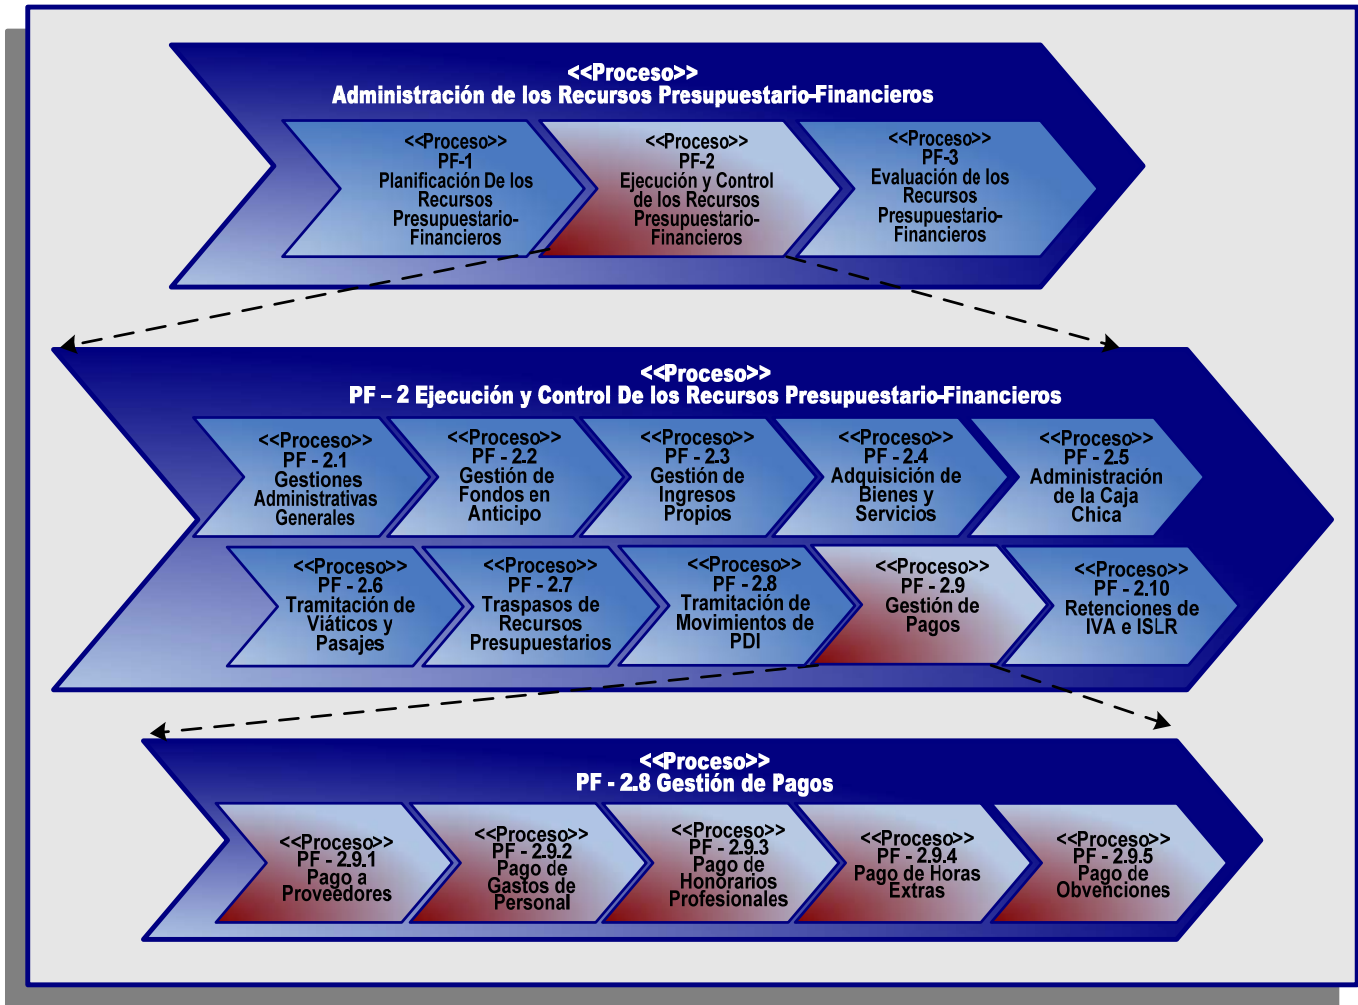 <<Proceso>>
Administración de los Recursos Presupuestario-Financieros
<<Proceso>>
PF-1
Planificación De los
Recursos
Presupuestario-
Financieros
<<Proceso>>
PF-2
Ejecución y Control
de los Recursos
Presupuestario-
Financieros
<<Proceso>>
PF-3
Evaluación de los
Recursos
Presupuestario-
Financieros
<<Proceso>>
PF – 2 Ejecución y Control De los Recursos Presupuestario-Financieros
<<Proceso>>
PF - 2.1
Gestiones
Administrativas
Generales
<<Proceso>>
PF - 2.2
Gestión de
Fondos en
Anticipo
<<Proceso>>
PF - 2.3
Gestión de
Ingresos
Propios
<<Proceso>>
PF - 2.4
Adquisición de
Bienes y
Servicios
<<Proceso>>
PF - 2.5
Administración
de la Caja
Chica
<<Proceso>>
PF - 2.6
Tramitación de
Viáticos y
Pasajes
<<Proceso>>
PF - 2.7
Traspasos de
Recursos
Presupuestarios
<<Proceso>>
PF - 2.8
Tramitación de
Movimientos de
PDI
<<Proceso>>
PF - 2.9
Gestión de
Pagos
<<Proceso>>
PF - 2.10
Retenciones de
IVA e ISLR
<<Proceso>>
PF - 2.8 Gestión de Pagos
<<Proceso>>
PF - 2.9.1
Pago a
Proveedores
<<Proceso>>
PF - 2.9.2
Pago de
Gastos de
Personal
<<Proceso>>
PF - 2.9.3
Pago de
Honorarios
Profesionales
<<Proceso>>
PF - 2.9.4
Pago de Horas
Extras
<<Proceso>>
PF - 2.9.5
Pago de
Obvenciones